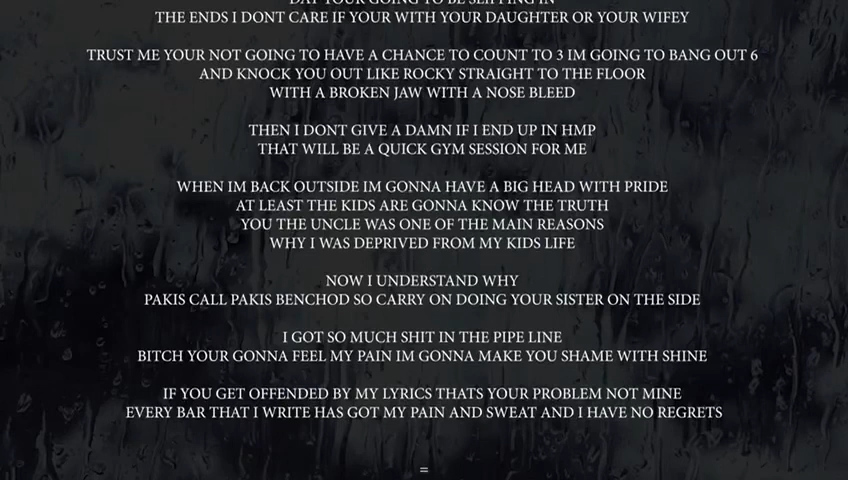 DAY YOUR GOING TO BE SLIPPING IN
THE ENDS I DONT CARE IF YOUR WITH YOUR DAUGHTER OR YOUR WIFEY
TRUST ME YOUR NOT GOING TO HAVE A CHANCE TO COUNT TO 3 IM GOING TO BANG OUT 6
AND KNOCK YOU OUT LIKE ROCKY STRAIGHT TO THE FLOOR
WITH A BROKEN JAW WITH A NOSE BLEED
THEN I DONT GIVE A DAMN IF I END UP IN HMP
THAT WILL BE A QUICK GYM SESSION FOR ME
WHEN IM BACK OUTSIDE IM GONNA HAVE A BIG HEAD WITH PRIDE
AT LEAST THE KIDS ARE GONNA KNOW THE TRUTH
YOU THE UNCLE WAS ONE OF THE MAIN REASONS
WHY I WAS DEPRIVED FROM MY KIDS LIFE
NOW I UNDERSTAND WHY
PAKIS CALL PAKIS BENCHOD SO CARRY ON DOING YOUR SISTER ON THE SIDE
I GOT SO MUCH SHIT IN THE PIPE LINE
BITCH YOUR GONNA FEEL MY PAIN IM GONNA MAKE YOU SHAME WITH SHINE
IF YOU GET OFFENDED BY MY LYRICS THATS YOUR PROBLEM NOT MINE
EVERY BAR THAT I WRITE HAS GOT MY PAIN AND SWEAT AND I HAVE NO REGRETS